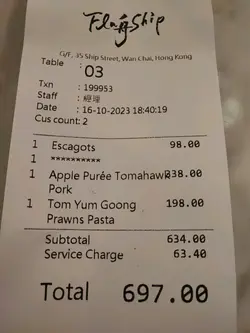 FlagShip
G/F, 35 Ship Street, Wan Chai, Hong Kong
Table : 03
Txn : 199953
Staff :
Date : 16-10-2023 18:40:19
Cus count: 2
1 Escagots 98.00
1 **********
1 Apple Purée Tomahawk 338.00
Pork
1 Tom Yum Goong 198.00
Prawns Pasta
Subtotal 634.00
Service Charge 63.40
Total 697.00